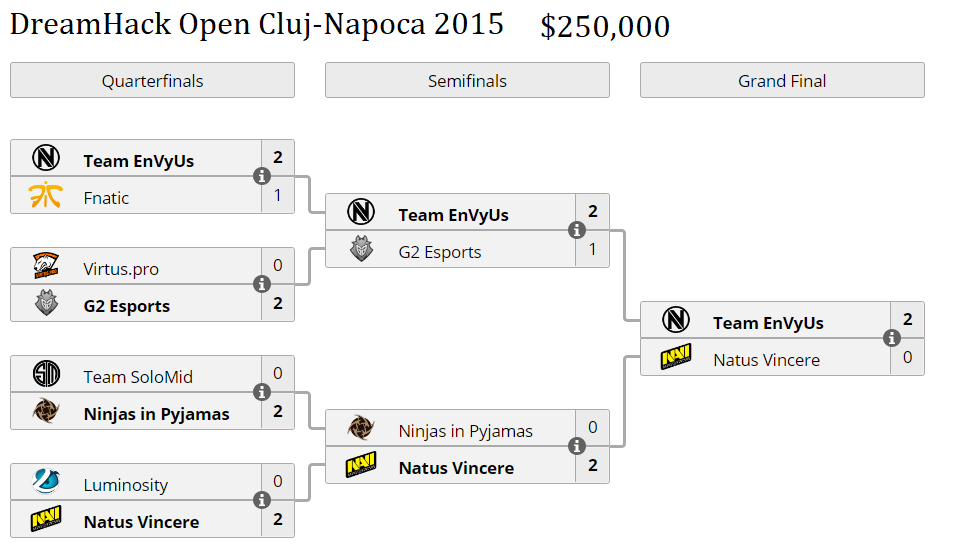 DreamHack Open Cluj-Napoca 2015 $250,000
Quarterfinals Semifinals Grand Final
Team EnVyUs 2
Fnatic 1
Virtus.pro 0
G2 Esports 2
Team SoloMid 0
Ninjas in Pyjamas 2
Luminosity 0
Natus Vincere 2
Team EnVyUs 2
G2 Esports 1
Ninjas in Pyjamas 0
Natus Vincere 2
Team EnVyUs 2
Natus Vincere 0